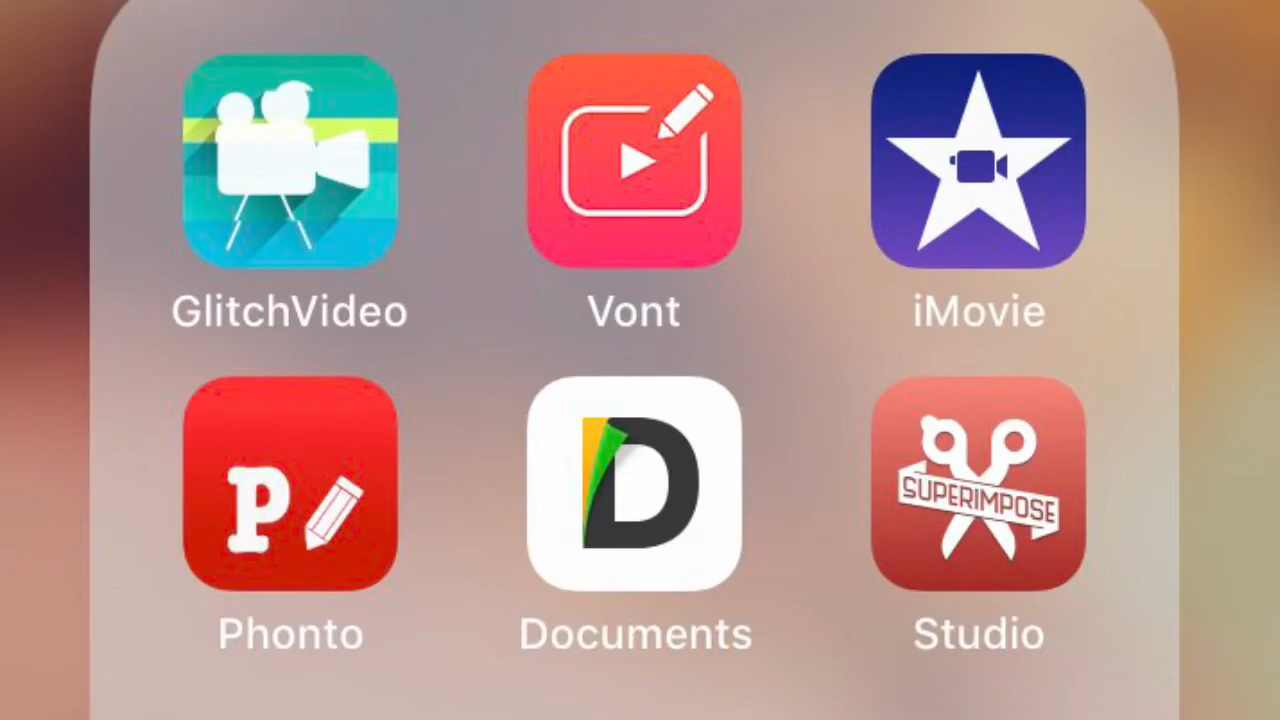 GlitchVideo
Vont
iMovie
P
D
SUPERIMPOSE
Phonto
Documents
Studio